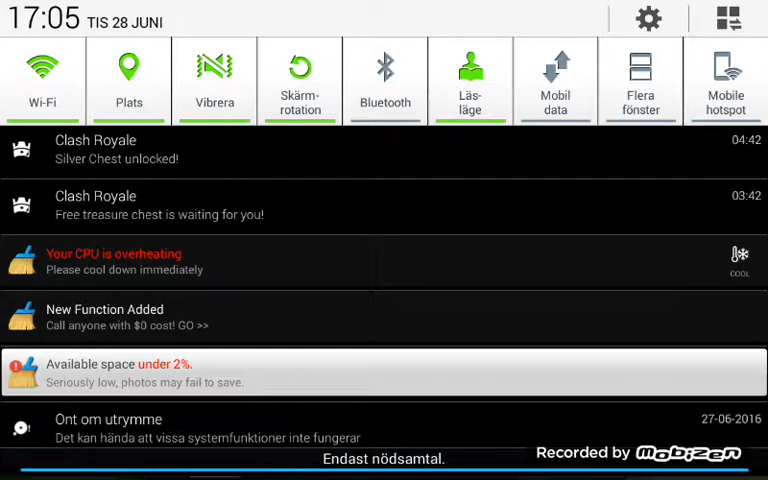 17:05 TIS 28 JUNI
Wi-Fi
Plats
Vibrera
Skärm-
rotation
Bluetooth
Läs-
läge
Mobil
data
Flera
fönster
Mobile
hotspot
Clash Royale 04:42
Silver Chest unlocked!
Clash Royale 03:42
Free treasure chest is waiting for you!
Your CPU is overheating
Please cool down immediately
COOL
New Function Added
Call anyone with $0 cost! GO >>
Available space under 2%.
Seriously low, photos may fail to save.
Ont om utrymme 27-06-2016
Det kan hända att vissa systemfunktioner inte fungerar
Endast nödsamtal.
Recorded by Mobizen